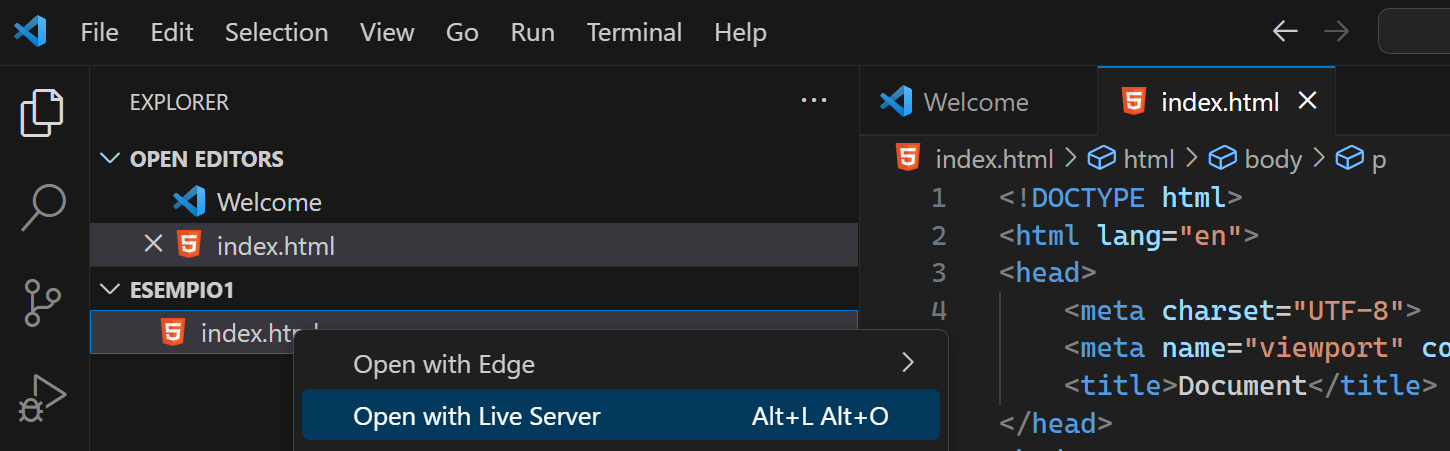 File Edit Selection View Go Run Terminal Help
EXPLORER
OPEN EDITORS
Welcome
index.html
ESEMPIO1
index.html
Open with Edge
Open with Live Server Alt+L Alt+O
Welcome
index.html
index.html > html > body > p
1 <!DOCTYPE html>
2 <html lang="en">
3 <head>
4 <meta charset="UTF-8">
<meta name="viewport" co
<title>Document</title>
</head>